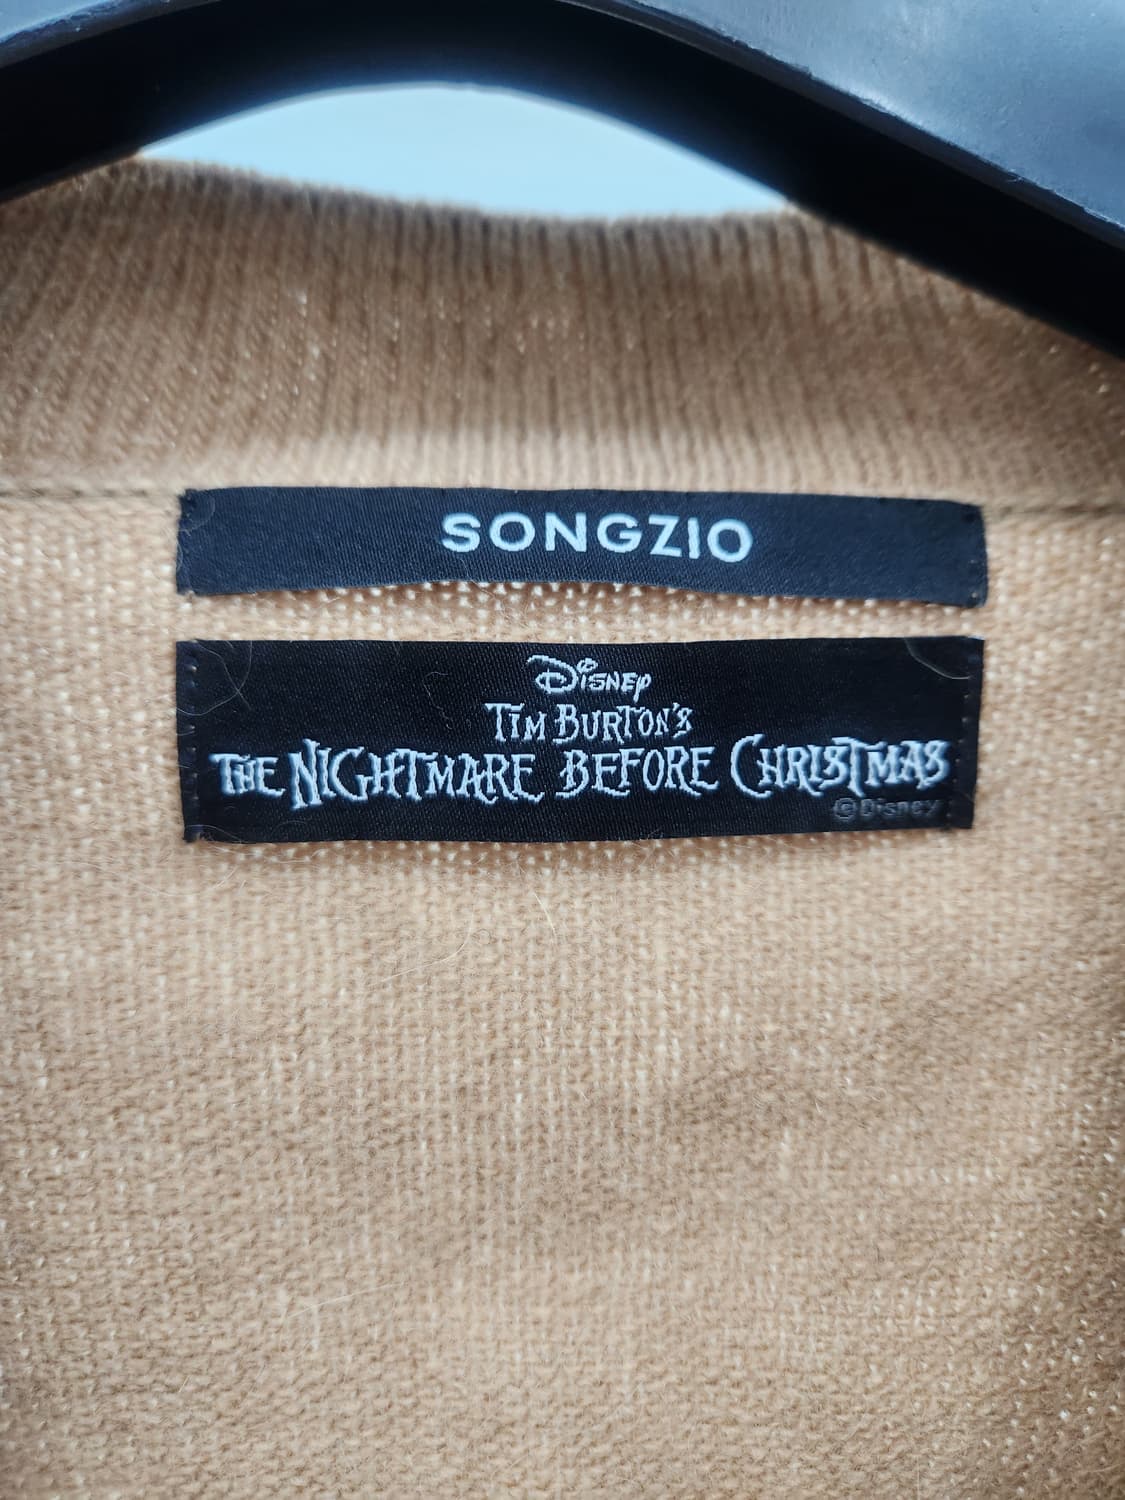 SONGZIO
Disney
Tim Burton's
The Nightmare Before Christmas
©Disney